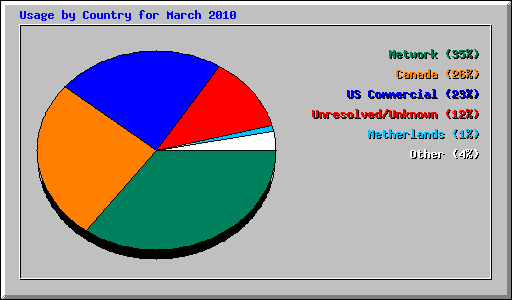 Usage by Country for March 2010
Network (35%)
Canada (26%)
US Commercial (23%)
Unresolved/Unknown (12%)
Netherlands (1%)
Other (4%)